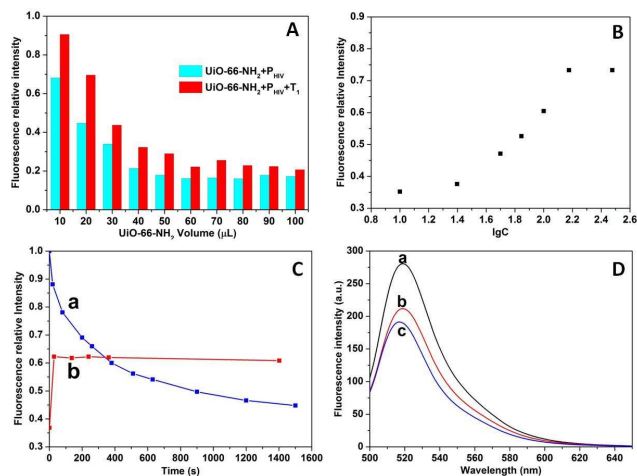 A
Fluorescence relative intensity
1.0
0.8
0.6
0.4
0.2
0.0
UiO-66-NH₂+P_HIV
UiO-66-NH₂+P_HIV+T₁
10 20 30 40 50 60 70 80 90 100
UiO-66-NH₂ Volume (μL)
B
Fluorescence relative intensity
0.9
0.8
0.7
0.6
0.5
0.4
0.3
0.8 1.0 1.2 1.4 1.6 1.8 2.0 2.2 2.4 2.6
lgC
C
Fluorescence relative Intensity
1.0
0.9
0.8
0.7
0.6
0.5
0.4
0.3
a
b
0 200 400 600 800 1000 1200 1400 1600
Time (s)
D
Fluorescence Intensity (a.u.)
300
250
200
150
100
50
0
a
b
c
500 520 540 560 580 600 620 640
Wavelength (nm)